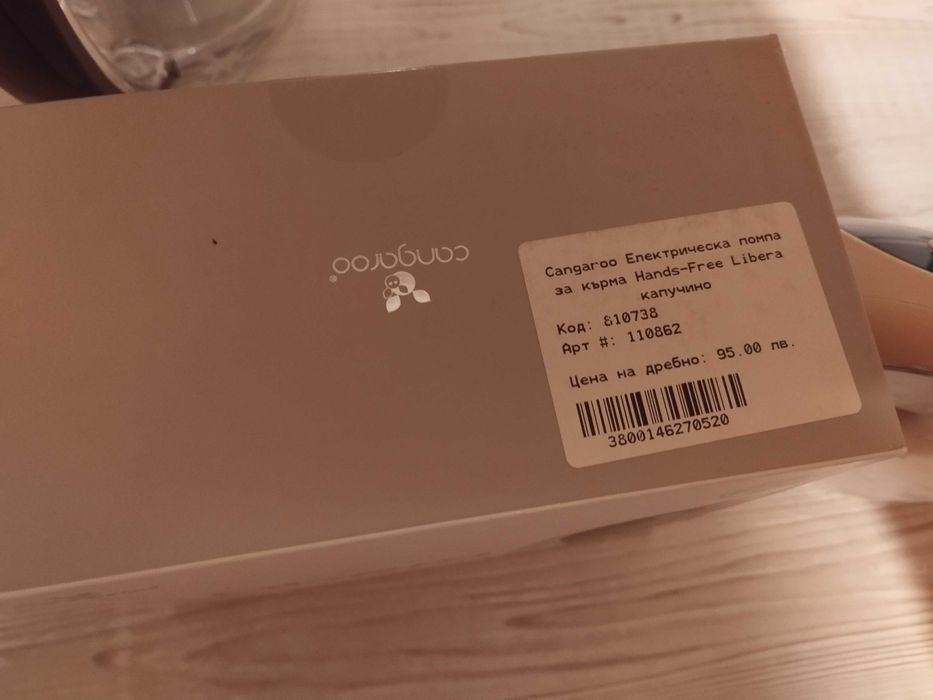 cangaroo®
Cangaroo Електрическа помпа
за кърма Hands-Free Libera
капучино
Код: 810738
Арт #: 110862
Цена на дребно: 95.00 лв.
3800146270520